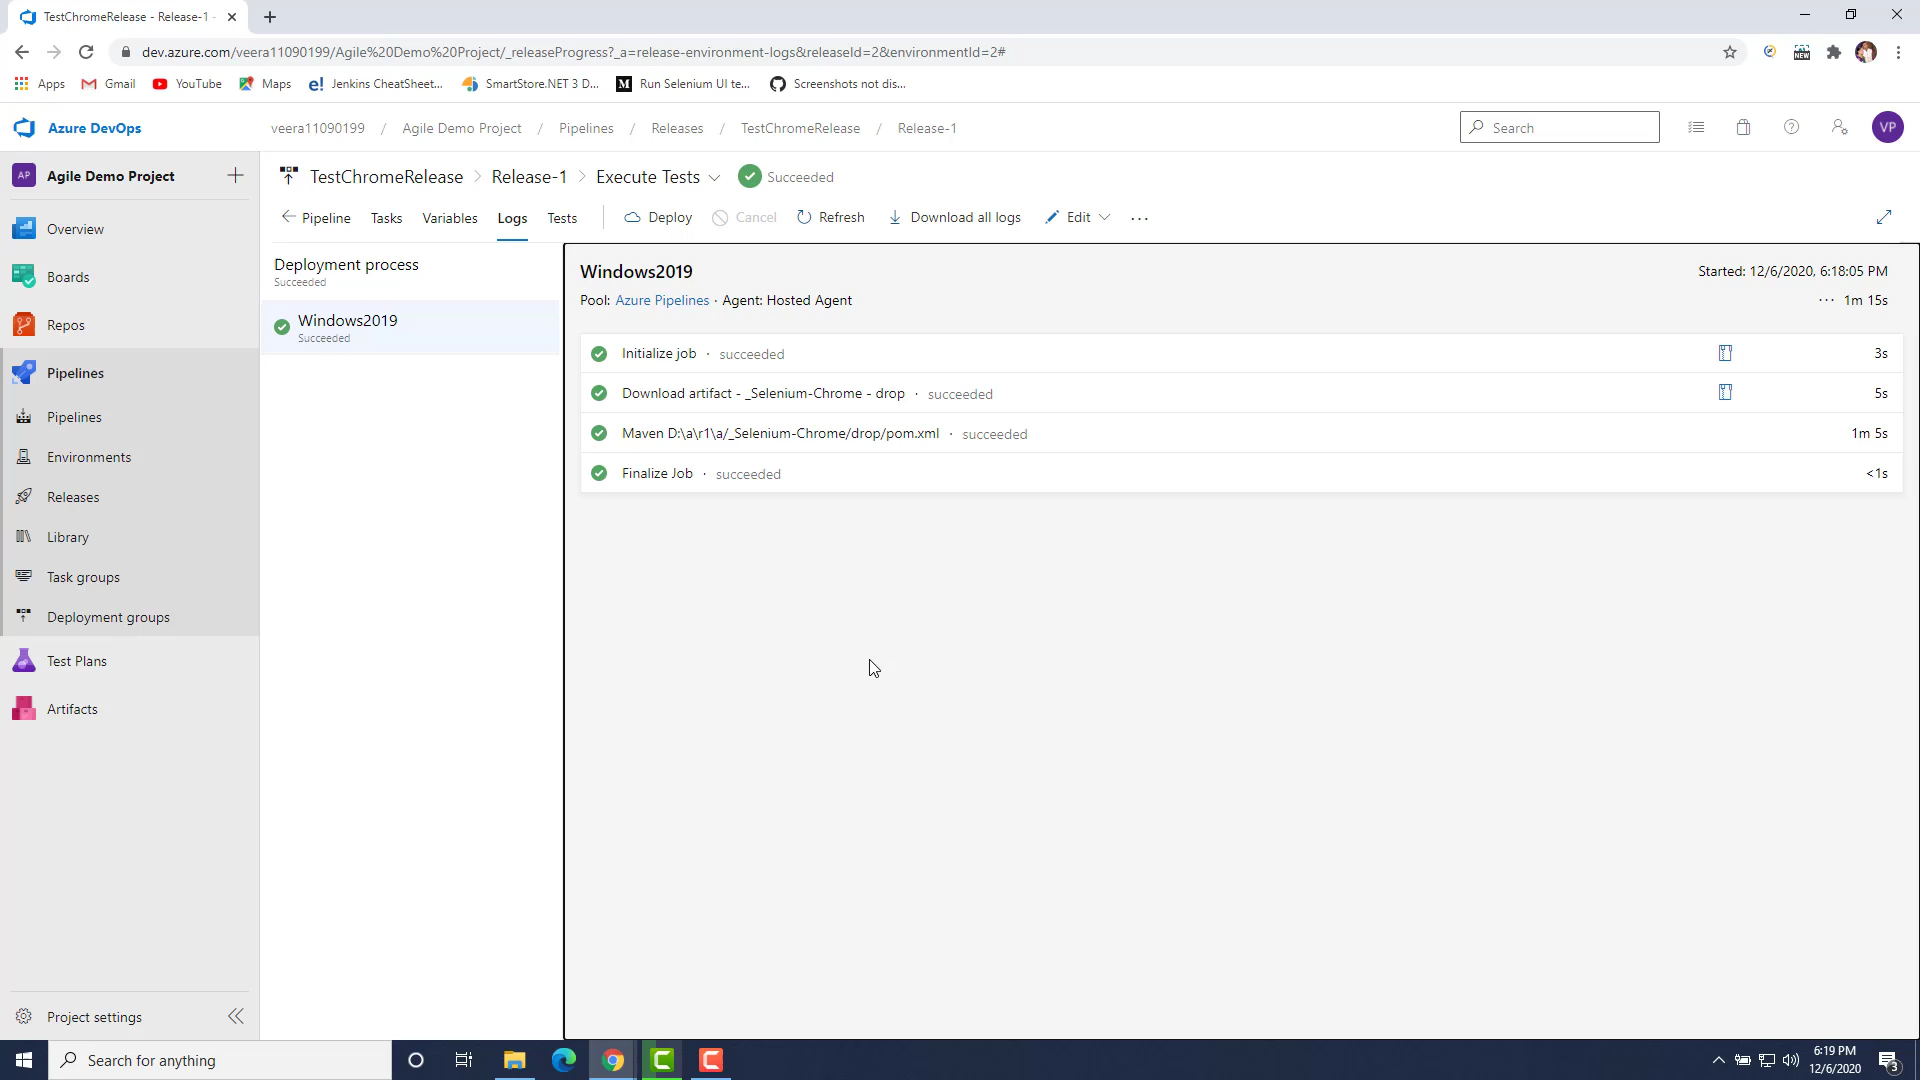 TestChromeRelease - Release-1 -
dev.azure.com/veera11090199/Agile%20Demo%20Project/_releaseProgress?_a=release-environment-logs&releaseId=2&environmentId=2#
Apps Gmail YouTube Maps Jenkins CheatSheet... SmartStore.NET 3 D... Run Selenium UI te... Screenshots not dis...
Azure DevOps veera11090199 / Agile Demo Project / Pipelines / Releases / TestChromeRelease / Release-1 Search VP
AP Agile Demo Project
TestChromeRelease > Release-1 > Execute Tests Succeeded
Pipeline Tasks Variables Logs Tests Deploy Cancel Refresh Download all logs Edit ...
Overview
Boards
Repos
Pipelines
Pipelines
Environments
Releases
Library
Task groups
Deployment groups
Test Plans
Artifacts
Project settings
Deployment process
Succeeded
Windows2019
Succeeded
Windows2019 Started: 12/6/2020, 6:18:05 PM
Pool: Azure Pipelines · Agent: Hosted Agent ... 1m 15s
Initialize job · succeeded 3s
Download artifact - _Selenium-Chrome - drop · succeeded 5s
Maven D:\a\r1\a/_Selenium-Chrome/drop/pom.xml · succeeded 1m 5s
Finalize Job · succeeded <1s
Search for anything
6:19 PM
12/6/2020
3